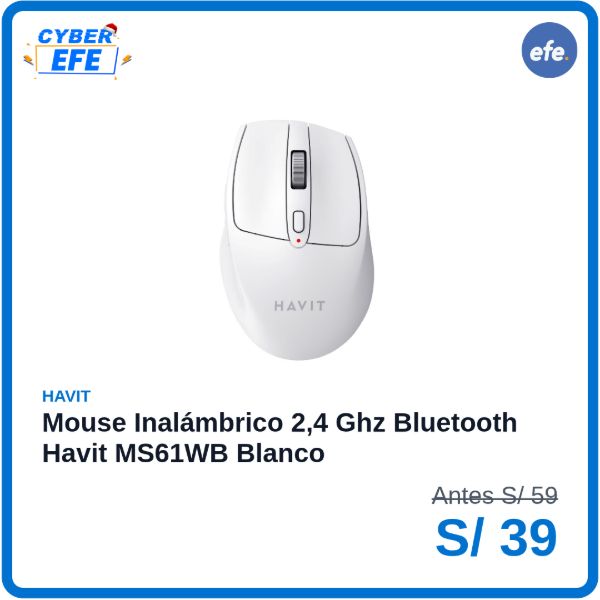 CYBER
EFE
efe.
HAVIT
HAVIT
Mouse Inalámbrico 2,4 Ghz Bluetooth
Havit MS61WB Blanco
Antes S/ 59
S/ 39